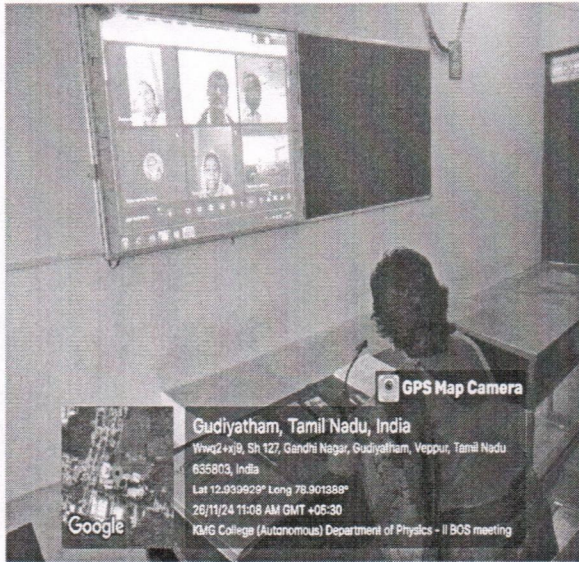 GPS Map Camera
Gudiyatham, Tamil Nadu, India
Wwq2+xj9, Sh 127, Gandhi Nagar, Gudiyatham, Veppur, Tamil Nadu
635803, India
Lat 12.939929° Long 78.901388°
26/11/24 11:08 AM GMT +05:30
KMG College (Autonomous) Department of Physics - II BOS meeting
Google